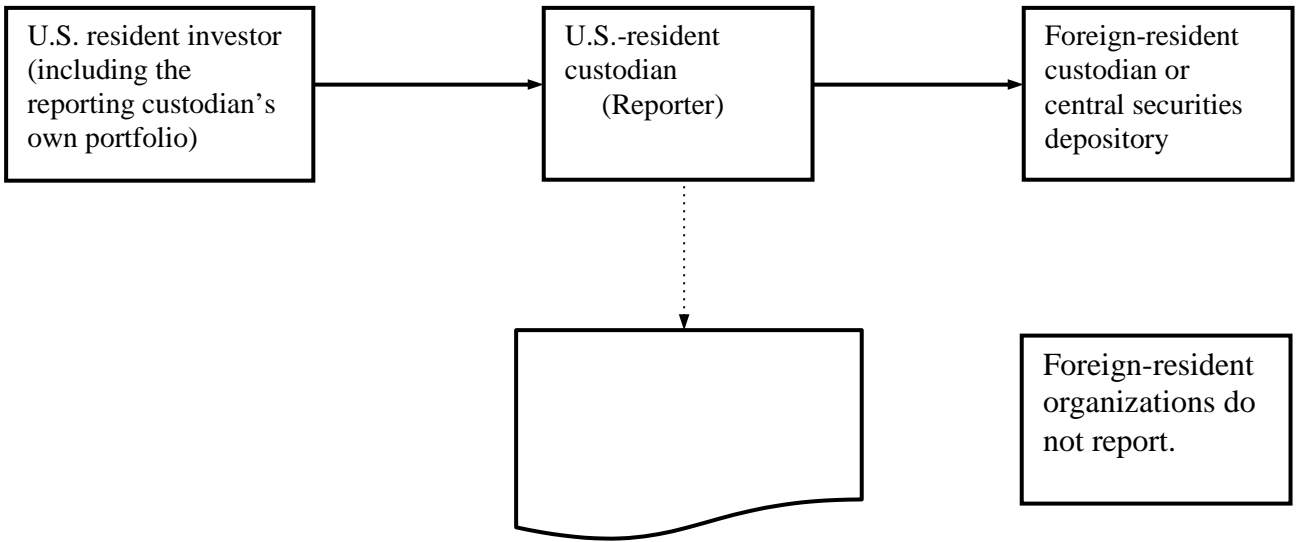 U.S. resident investor
(including the
reporting custodian's
own portfolio)
U.S.-resident
custodian
(Reporter)
Foreign-resident
custodian or
central securities
depository
Foreign-resident
organizations do
not report.